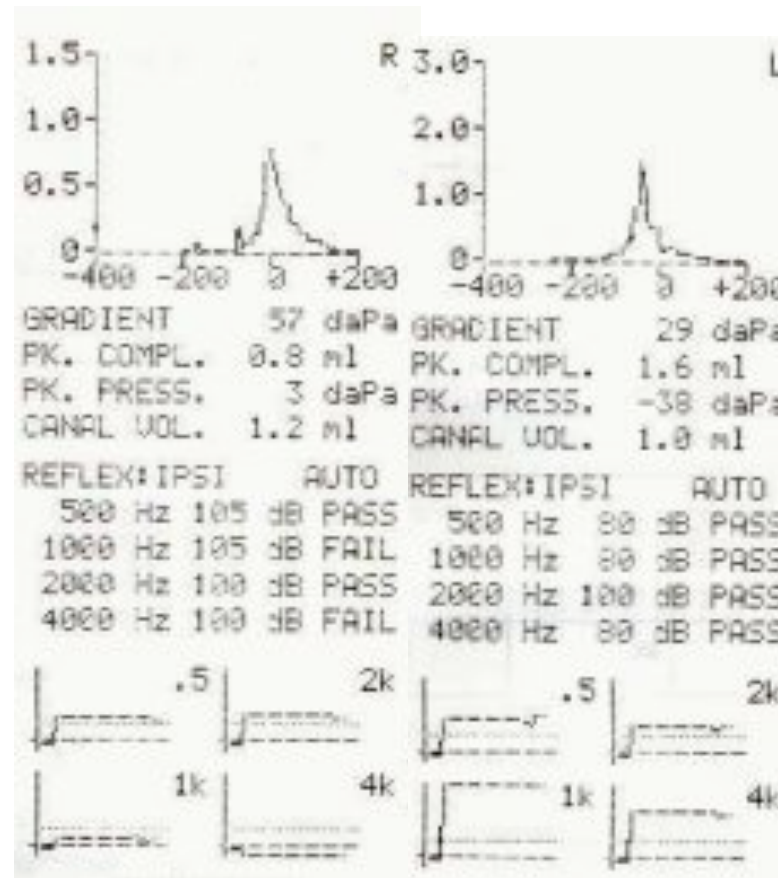 R
1.5
1.0
0.5
0
-400 -200 0 +200
GRADIENT 57 daPa
PK. COMPL. 0.8 ml
PK. PRESS. 3 daPa
CANAL VOL. 1.2 ml
REFLEX:IPSI AUTO
500 Hz 105 dB PASS
1000 Hz 105 dB FAIL
2000 Hz 100 dB PASS
4000 Hz 100 dB FAIL
.5 2k
1k 4k
L
3.0
2.0
1.0
0
-400 -200 0 +200
GRADIENT 29 daPa
PK. COMPL. 1.6 ml
PK. PRESS. -38 daPa
CANAL VOL. 1.0 ml
REFLEX:IPSI AUTO
500 Hz 80 dB PASS
1000 Hz 80 dB PASS
2000 Hz 100 dB PASS
4000 Hz 80 dB PASS
.5 2k
1k 4k